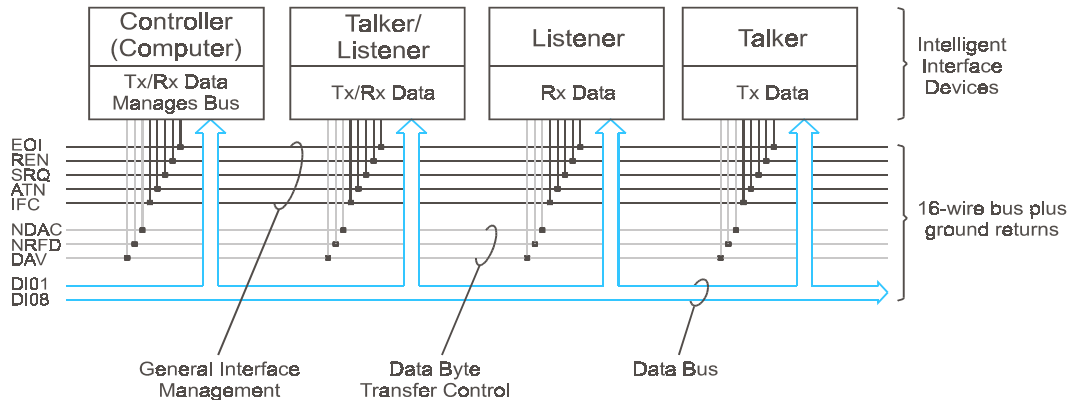 Controller
(Computer)
Tx/Rx Data
Manages Bus
Talker/
Listener
Tx/Rx Data
Listener
Rx Data
Talker
Tx Data
Intelligent
Interface
Devices
EOI
REN
SRQ
ATN
IFC
NDAC
NRFD
DAV
DI01
DI08
16-wire bus plus
ground returns
General Interface
Management
Data Byte
Transfer Control
Data Bus